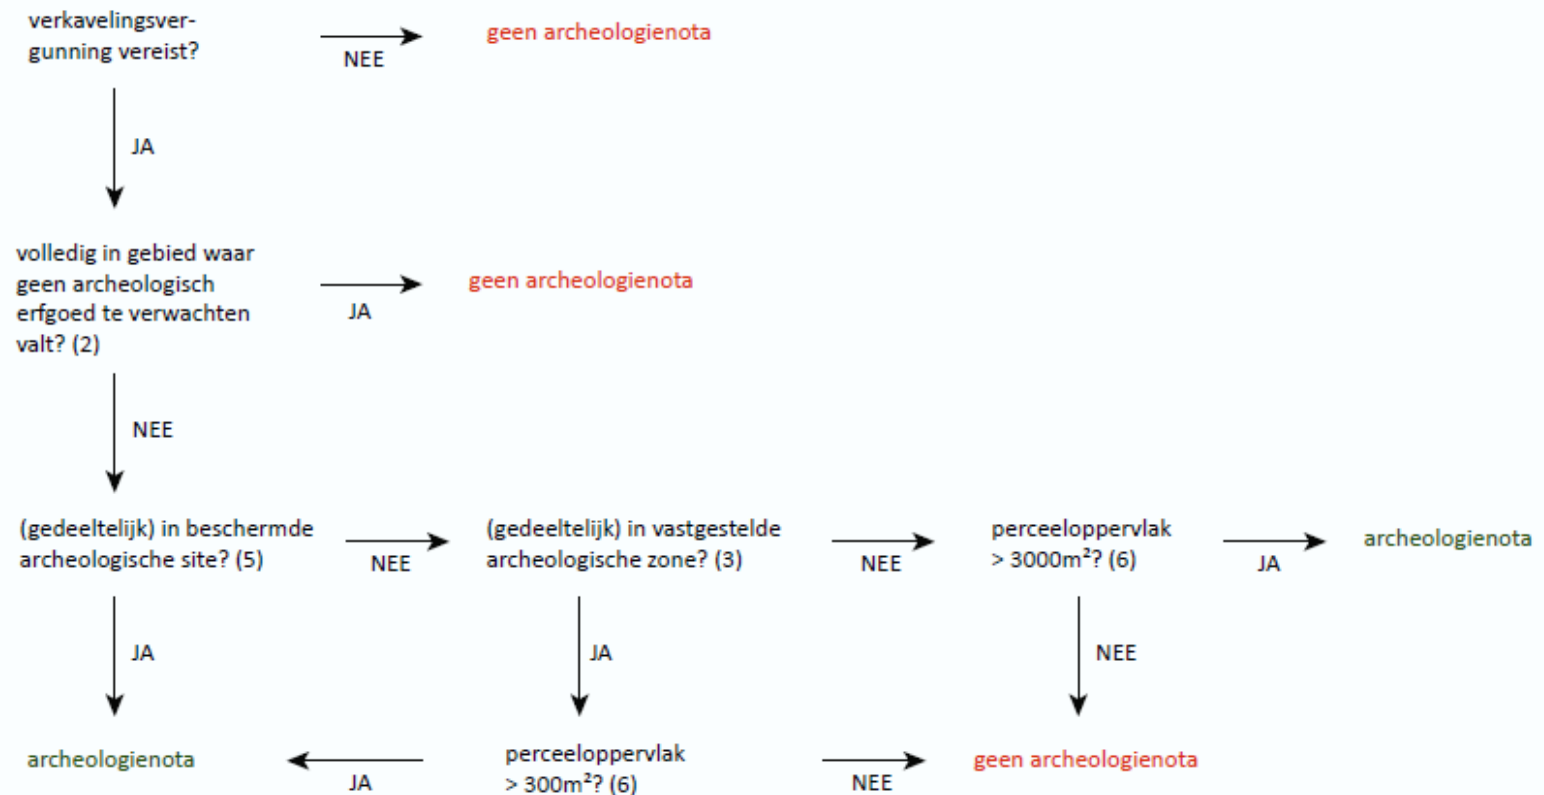 verkavelingsver-
gunning vereist?
NEE
geen archeologienota
JA
volledig in gebied waar
geen archeologisch
erfgoed te verwachten
valt? (2)
JA
geen archeologienota
NEE
(gedeeltelijk) in beschermde
archeologische site? (5)
NEE
(gedeeltelijk) in vastgestelde
archeologische zone? (3)
NEE
perceeloppervlak
> 3000m²? (6)
JA
archeologienota
JA
JA
NEE
archeologienota
JA
perceeloppervlak
> 300m²? (6)
NEE
geen archeologienota